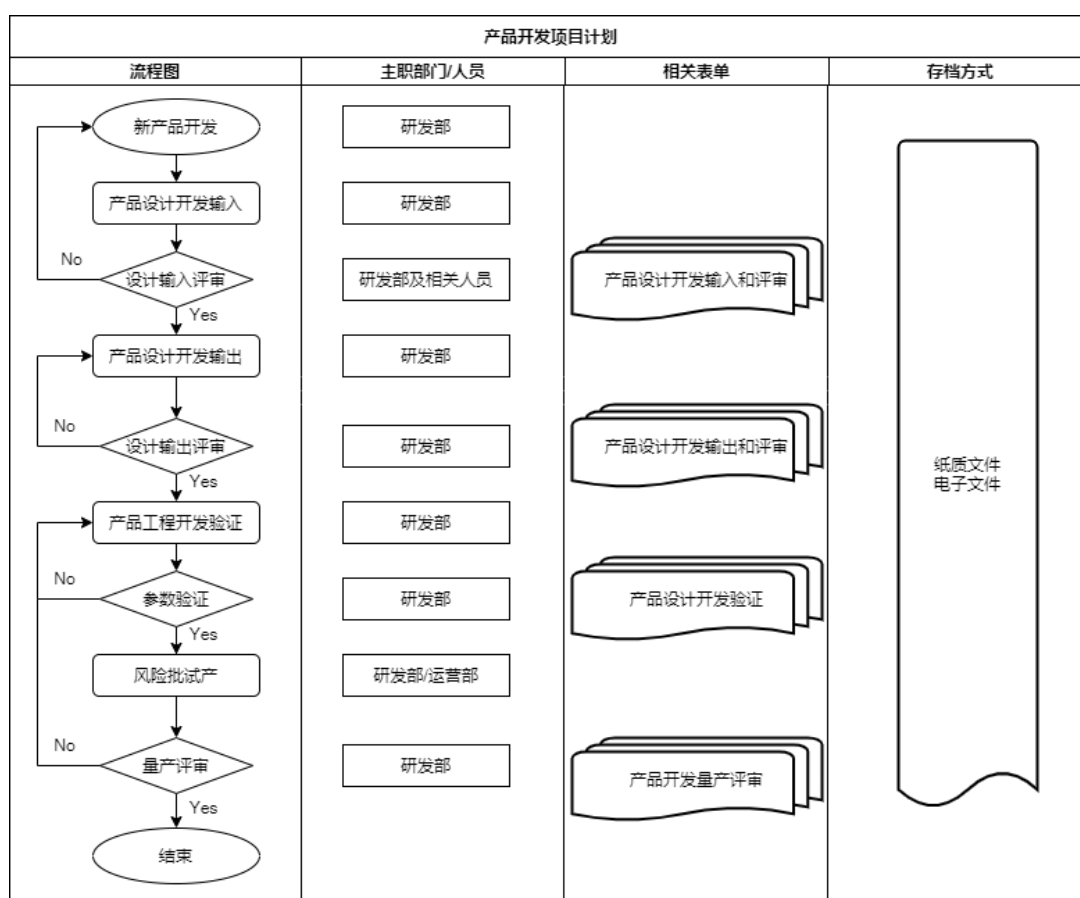 产品开发项目计划
流程图
主职部门/人员
相关表单
存档方式
新产品开发
研发部
产品设计开发输入
研发部
No
设计输入评审
研发部及相关人员
产品设计开发输入和评审
Yes
产品设计开发输出
研发部
No
设计输出评审
研发部
产品设计开发输出和评审
纸质文件
电子文件
Yes
产品工程开发验证
研发部
No
参数验证
研发部
产品设计开发验证
Yes
风险批试产
研发部/运营部
No
量产评审
研发部
产品开发量产评审
Yes
结束